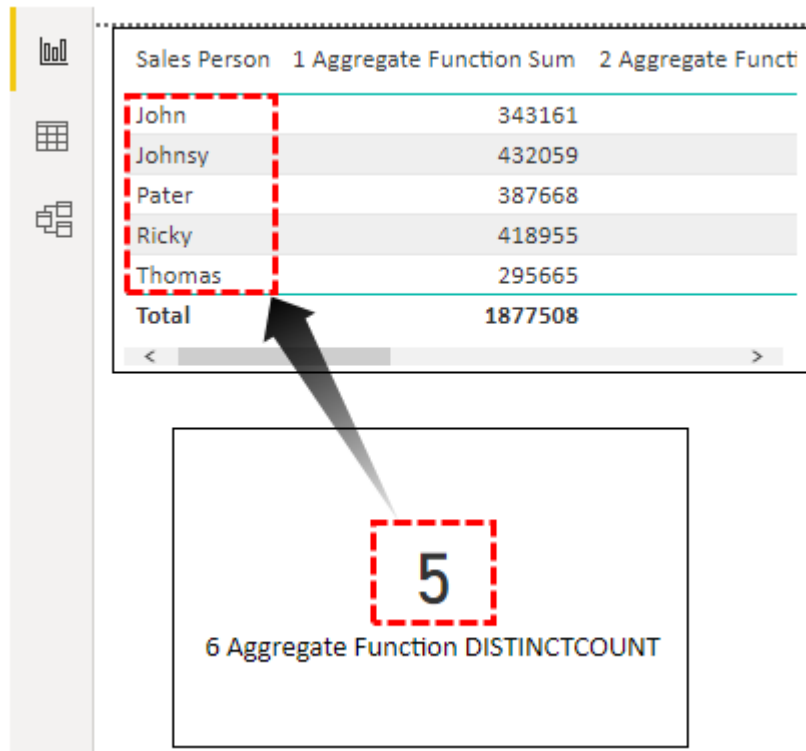 Sales Person 1 Aggregate Function Sum 2 Aggregate Functi
John 343161
Johnsy 432059
Pater 387668
Ricky 418955
Thomas 295665
Total 1877508
5
6 Aggregate Function DISTINCTCOUNT